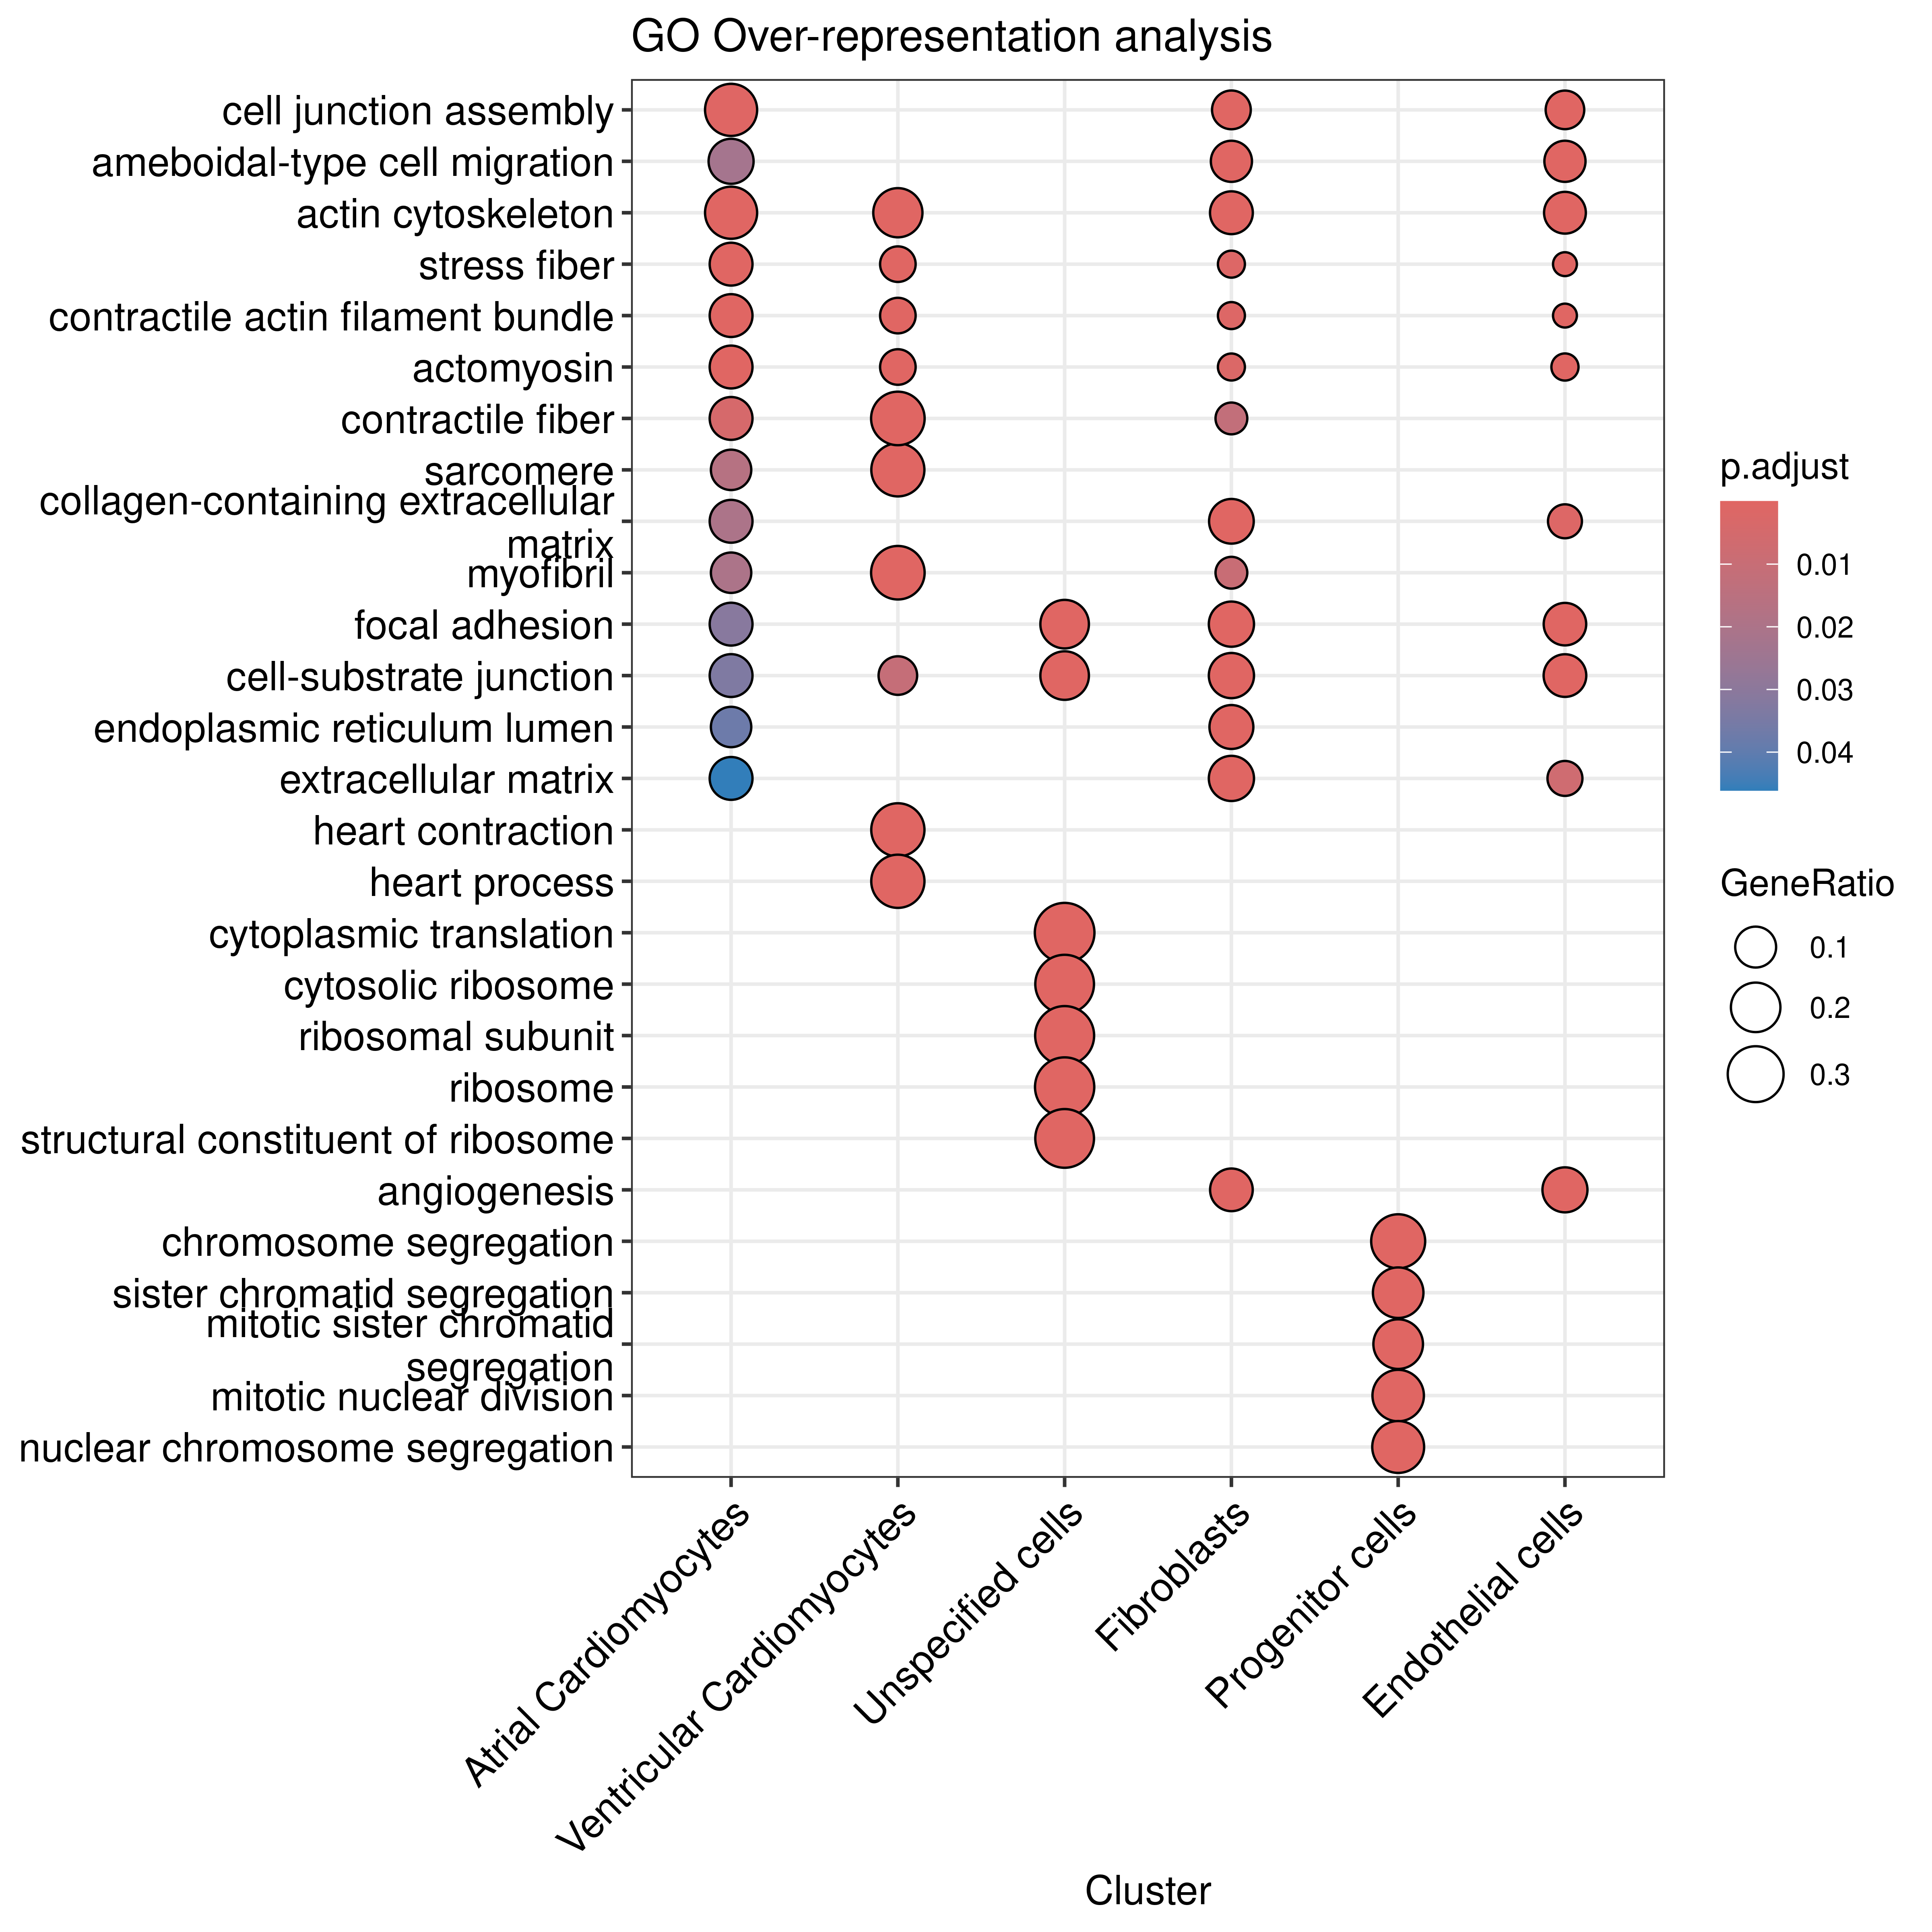 GO Over-representation analysis
cell junction assembly
ameboidal-type cell migration
actin cytoskeleton
stress fiber
contractile actin filament bundle
actomyosin
contractile fiber
sarcomere
collagen-containing extracellular
matrix
myofibril
focal adhesion
cell-substrate junction
endoplasmic reticulum lumen
extracellular matrix
heart contraction
heart process
cytoplasmic translation
cytosolic ribosome
ribosomal subunit
ribosome
structural constituent of ribosome
angiogenesis
chromosome segregation
sister chromatid segregation
mitotic sister chromatid
segregation
mitotic nuclear division
nuclear chromosome segregation
Atrial Cardiomyocytes
Ventricular Cardiomyocytes
Unspecified cells
Fibroblasts
Progenitor cells
Endothelial cells
Cluster
p.adjust
0.01
0.02
0.03
0.04
GeneRatio
0.1
0.2
0.3